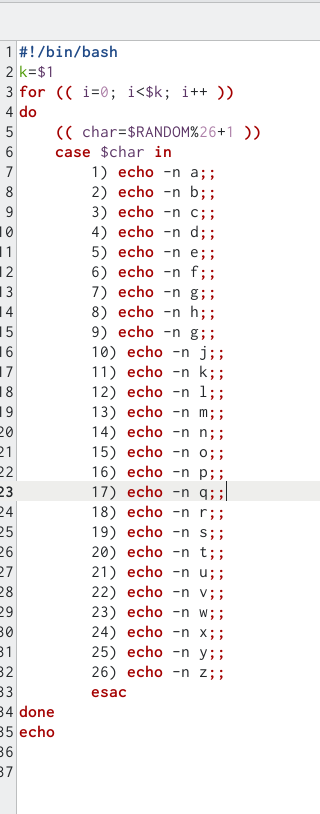 1 #!/bin/bash
2 k=$1
3 for (( i=0; i<$k; i++ ))
4 do
5     (( char=$RANDOM%26+1 ))
6     case $char in
7         1) echo -n a;;
8         2) echo -n b;;
9         3) echo -n c;;
10         4) echo -n d;;
11         5) echo -n e;;
12         6) echo -n f;;
13         7) echo -n g;;
14         8) echo -n h;;
15         9) echo -n g;;
16         10) echo -n j;;
17         11) echo -n k;;
18         12) echo -n l;;
19         13) echo -n m;;
20         14) echo -n n;;
21         15) echo -n o;;
22         16) echo -n p;;
23         17) echo -n q;;
24         18) echo -n r;;
25         19) echo -n s;;
26         20) echo -n t;;
27         21) echo -n u;;
28         22) echo -n v;;
29         23) echo -n w;;
30         24) echo -n x;;
31         25) echo -n y;;
32         26) echo -n z;;
33         esac
34 done
35 echo
36
37